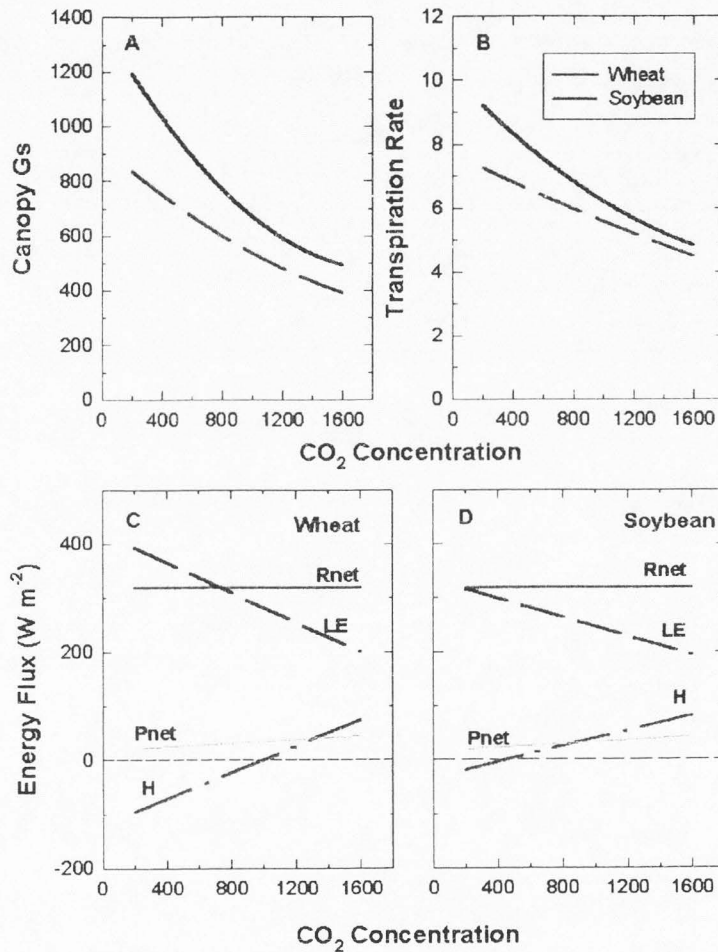 A
B
Wheat
Soybean
Canopy Gs
1400
1200
1000
800
600
400
200
0
Transpiration Rate
12
10
8
6
4
2
0
0 400 800 1200 1600
0 400 800 1200 1600
CO₂ Concentration
C
Wheat
Rnet
LE
Pnet
H
D
Soybean
Rnet
LE
H
Pnet
Energy Flux (W m⁻²)
400
200
0
-200
0 400 800 1200 1600
0 400 800 1200 1600
CO₂ Concentration